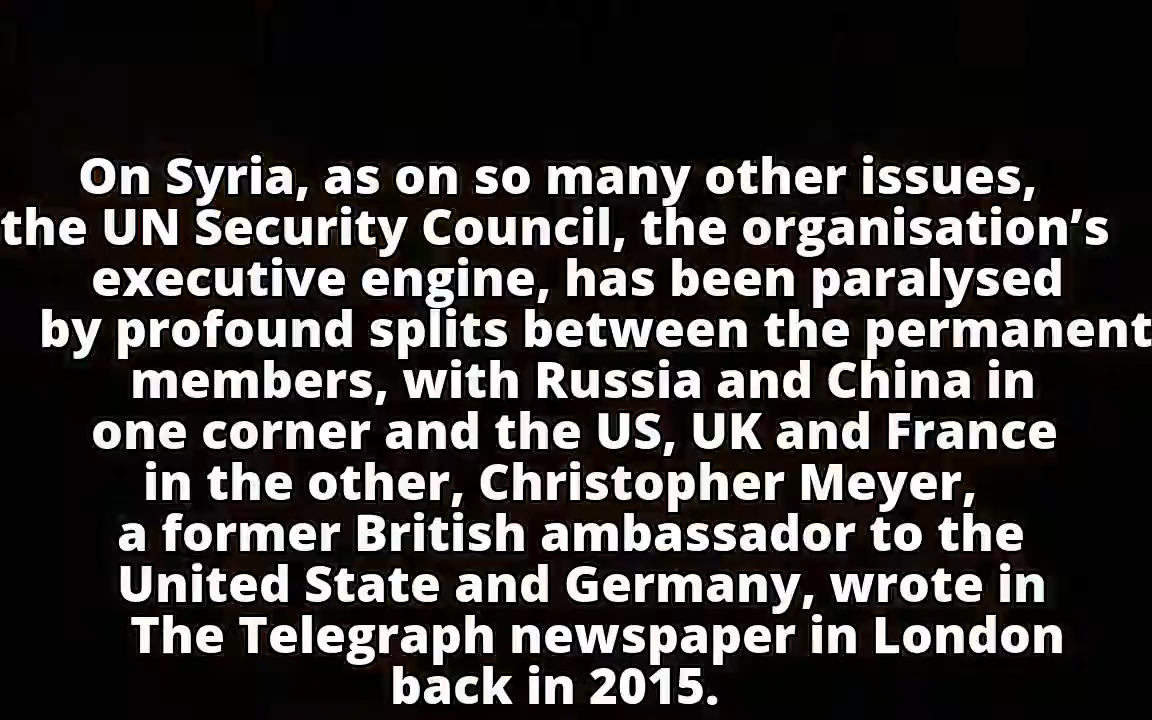 On Syria, as on so many other issues,
the UN Security Council, the organisation’s
executive engine, has been paralysed
by profound splits between the permanent
members, with Russia and China in
one corner and the US, UK and France
in the other, Christopher Meyer,
a former British ambassador to the
United State and Germany, wrote in
The Telegraph newspaper in London
back in 2015.